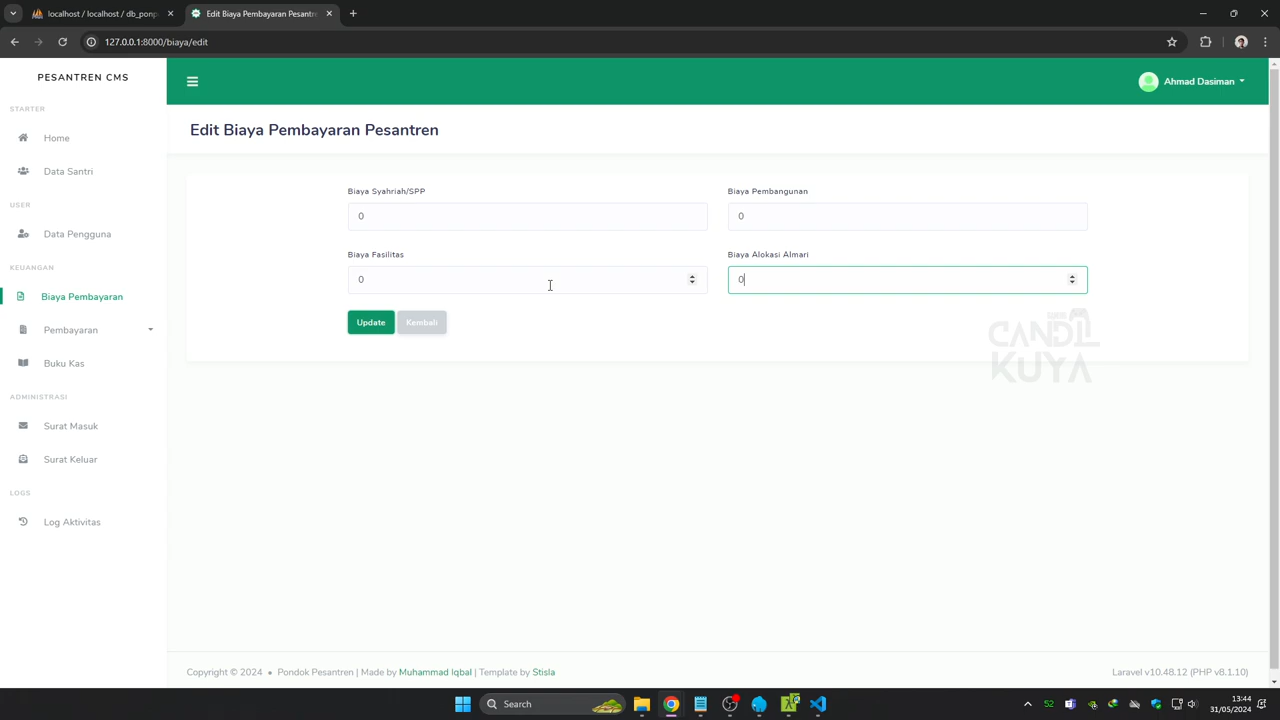 localhost / localhost / db_ponp
Edit Biaya Pembayaran Pesantre
127.0.0.1:8000/biaya/edit
PESANTREN CMS
Ahmad Dasiman
STARTER
Home
Data Santri
USER
Data Pengguna
KEUANGAN
Biaya Pembayaran
Pembayaran
Buku Kas
ADMINISTRASI
Surat Masuk
Surat Keluar
LOGS
Log Aktivitas
Edit Biaya Pembayaran Pesantren
Biaya Syahriah/SPP
0
Biaya Pembangunan
0
Biaya Fasilitas
0
Biaya Alokasi Almari
0
Update
Kembali
CANDI
KUYA
Copyright © 2024 • Pondok Pesantren | Made by Muhammad Iqbal | Template by Stisla
Laravel v10.48.12 (PHP v8.1.10)
Search
52
13:44
31/05/2024